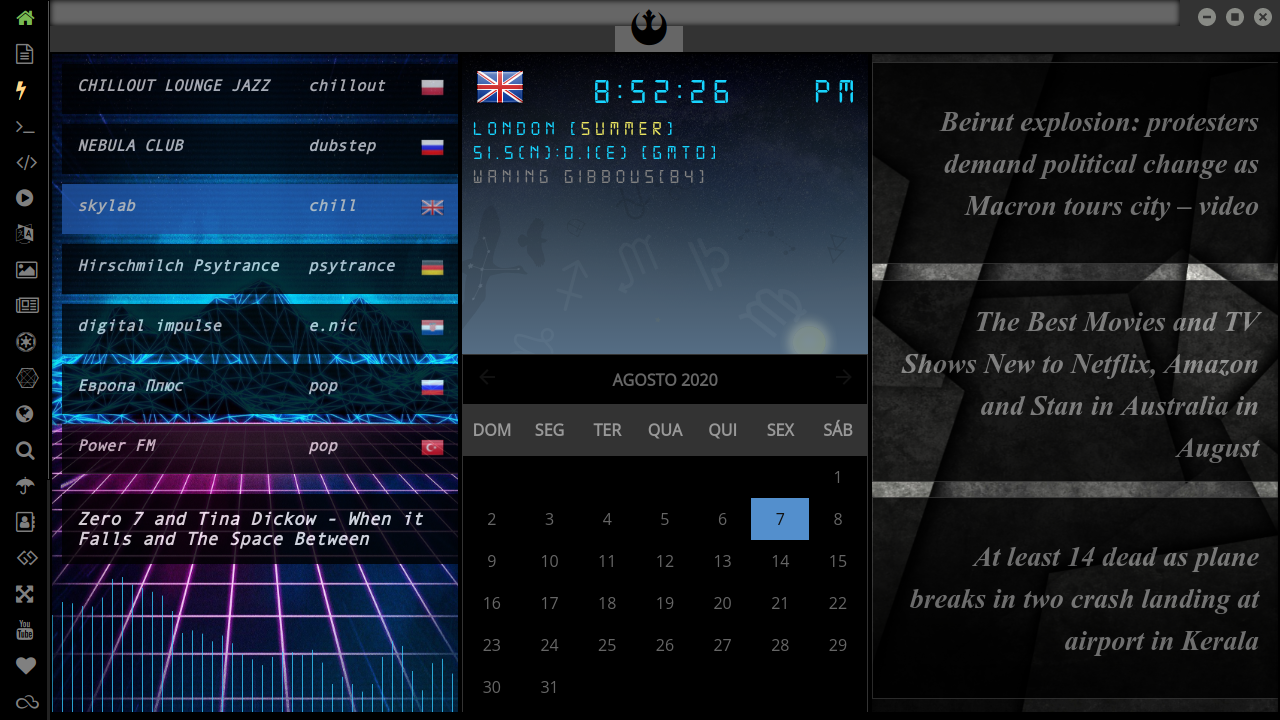 CHILLOUT LOUNGE JAZZ chillout
NEBULA CLUB dubstep
skylab chill
Hirschmilch Psytrance psytrance
digital impulse e.nic
Европа Плюс pop
Power FM pop
Zero 7 and Tina Dickow - When it
Falls and The Space Between
8:52:26 PM
LONDON (SUMMER)
51.5(N):0.1(E) (GMT0)
WANING GIBBOUS(84)
AGOSTO 2020
DOM SEG TER QUA QUI SEX SÁB
1
2 3 4 5 6 7 8
9 10 11 12 13 14 15
16 17 18 19 20 21 22
23 24 25 26 27 28 29
30 31
Beirut explosion: protesters
demand political change as
Macron tours city – video
The Best Movies and TV
Shows New to Netflix, Amazon
and Stan in Australia in
August
At least 14 dead as plane
breaks in two crash landing at
airport in Kerala
You
Tube